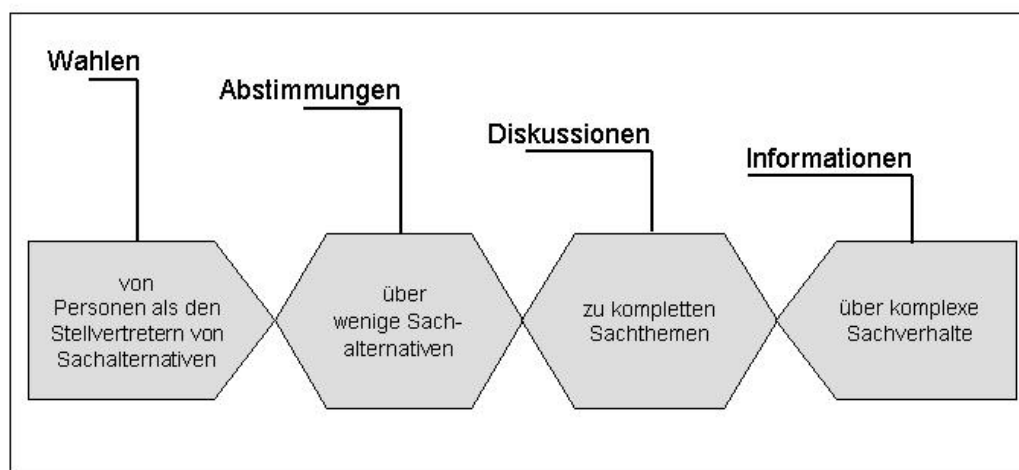 Wahlen
Abstimmungen
Diskussionen
Informationen
von
Personen als den
Stellvertretern von
Sachalternativen
über
wenige Sach-
alternativen
zu kompletten
Sachthemen
über komplexe
Sachverhalte